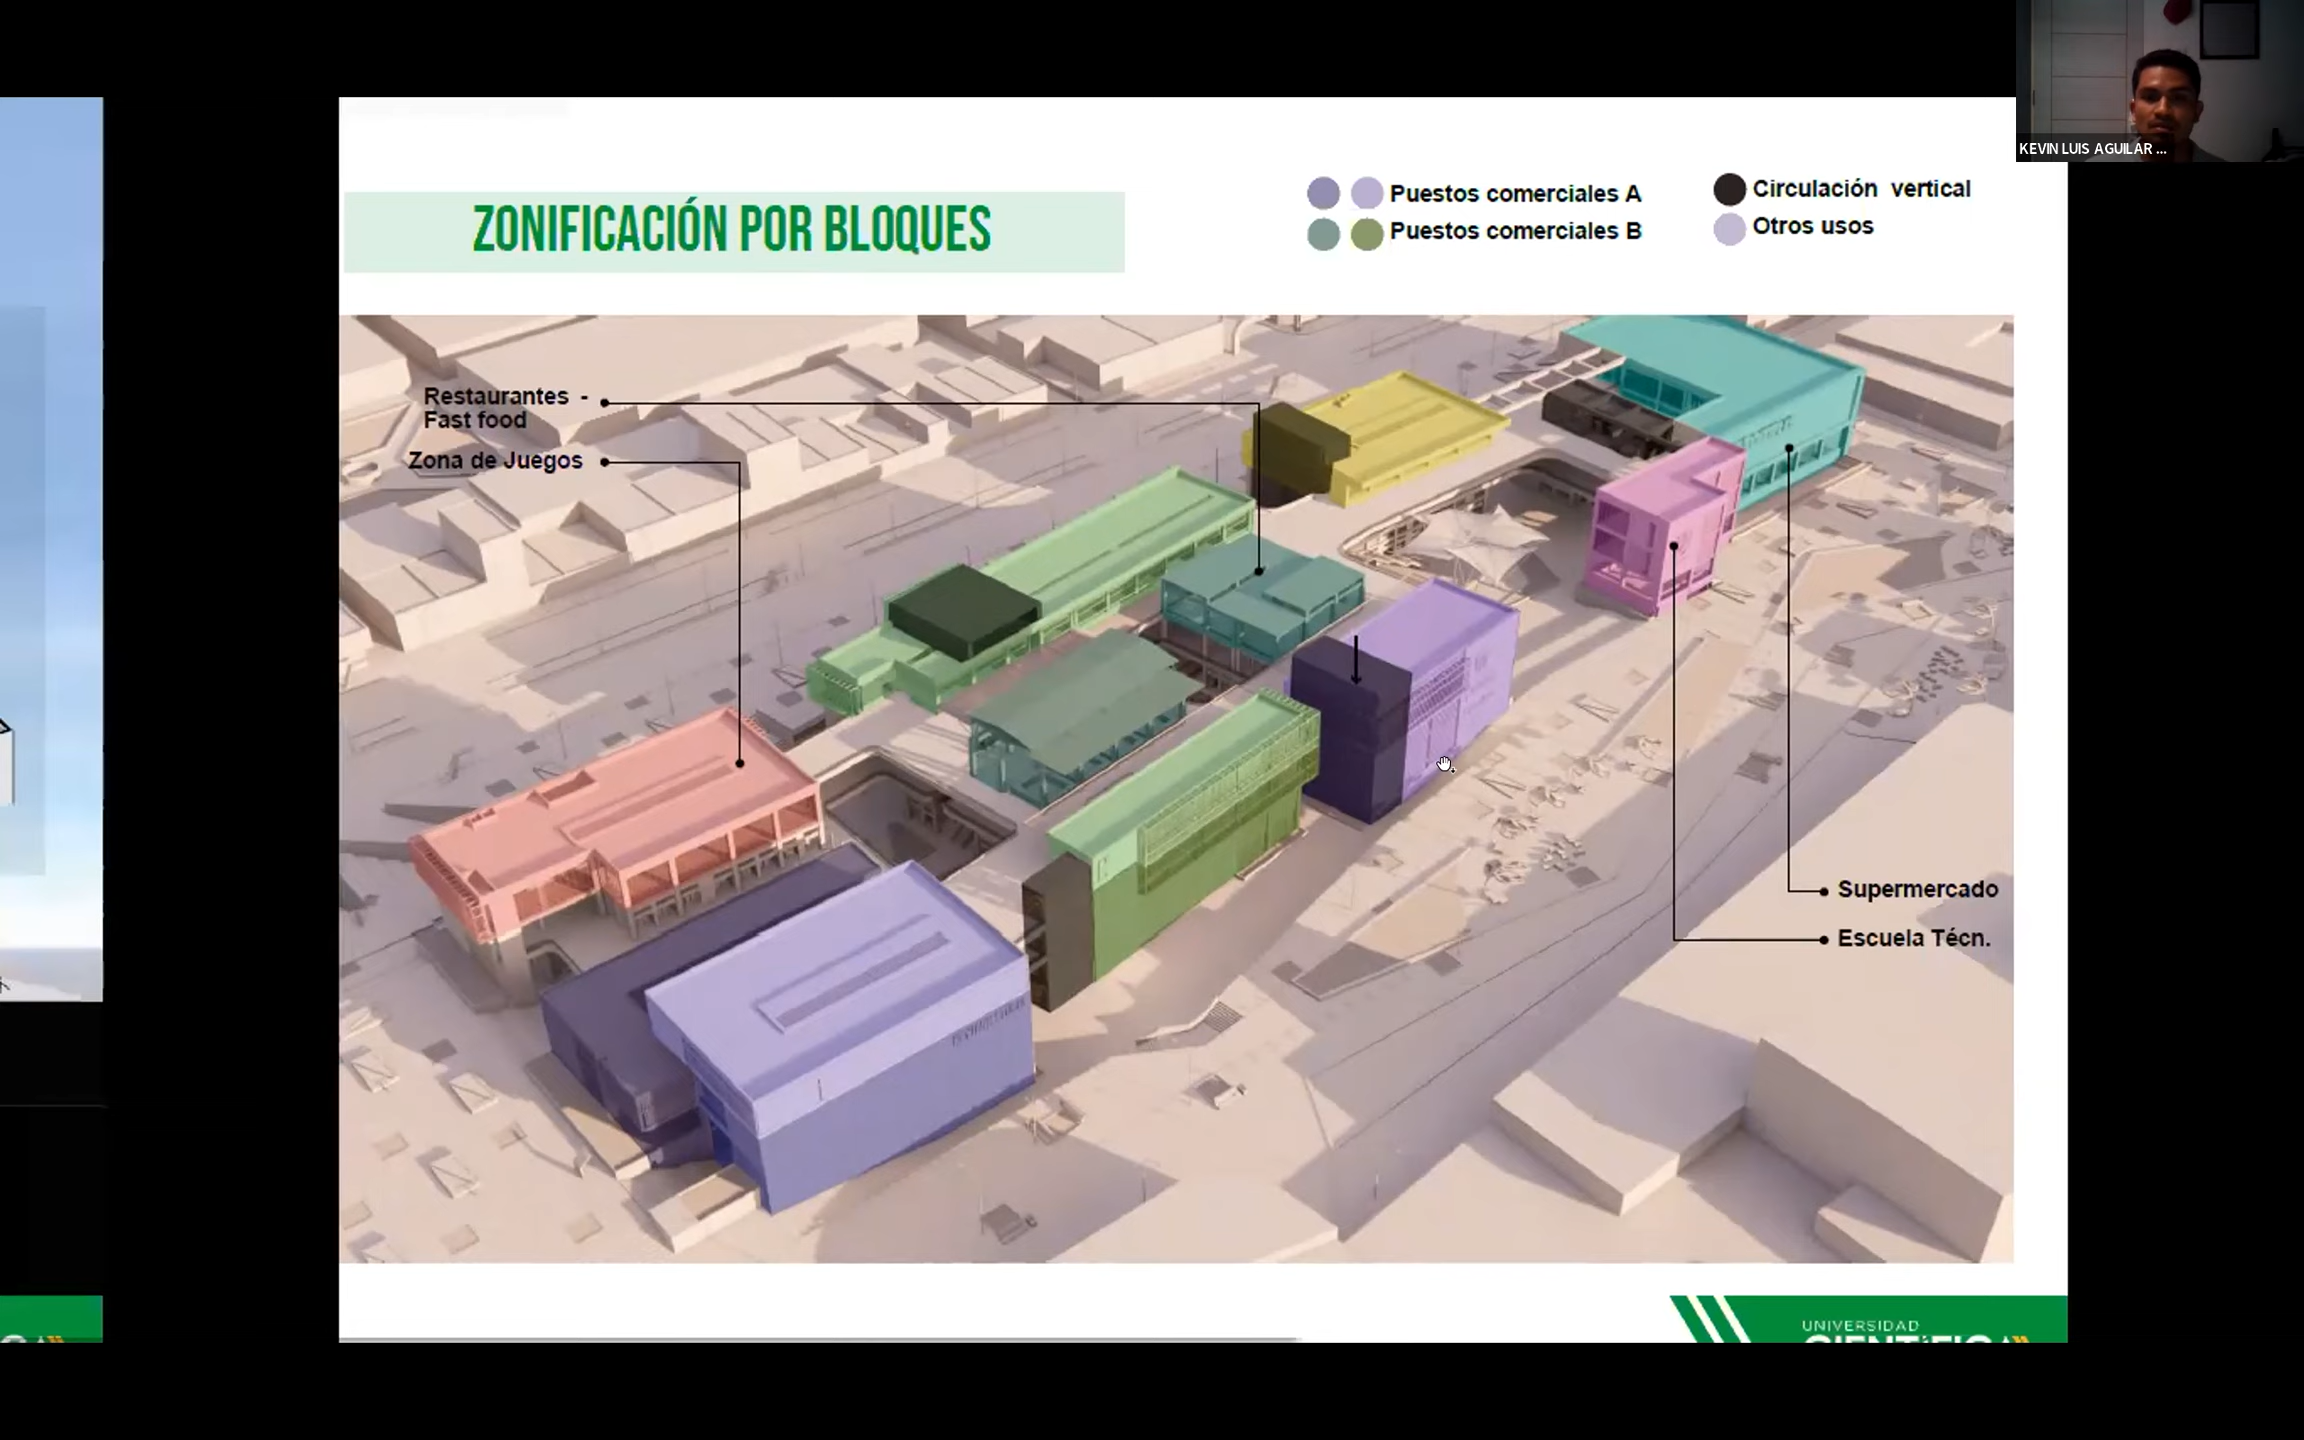 KEVIN LUIS AGUILAR ...
ZONIFICACIÓN POR BLOQUES
Puestos comerciales A
Puestos comerciales B
Circulación vertical
Otros usos
Restaurantes -
Fast food
Zona de Juegos
Supermercado
Escuela Técn.
UNIVERSIDAD
CIENTÍFICA